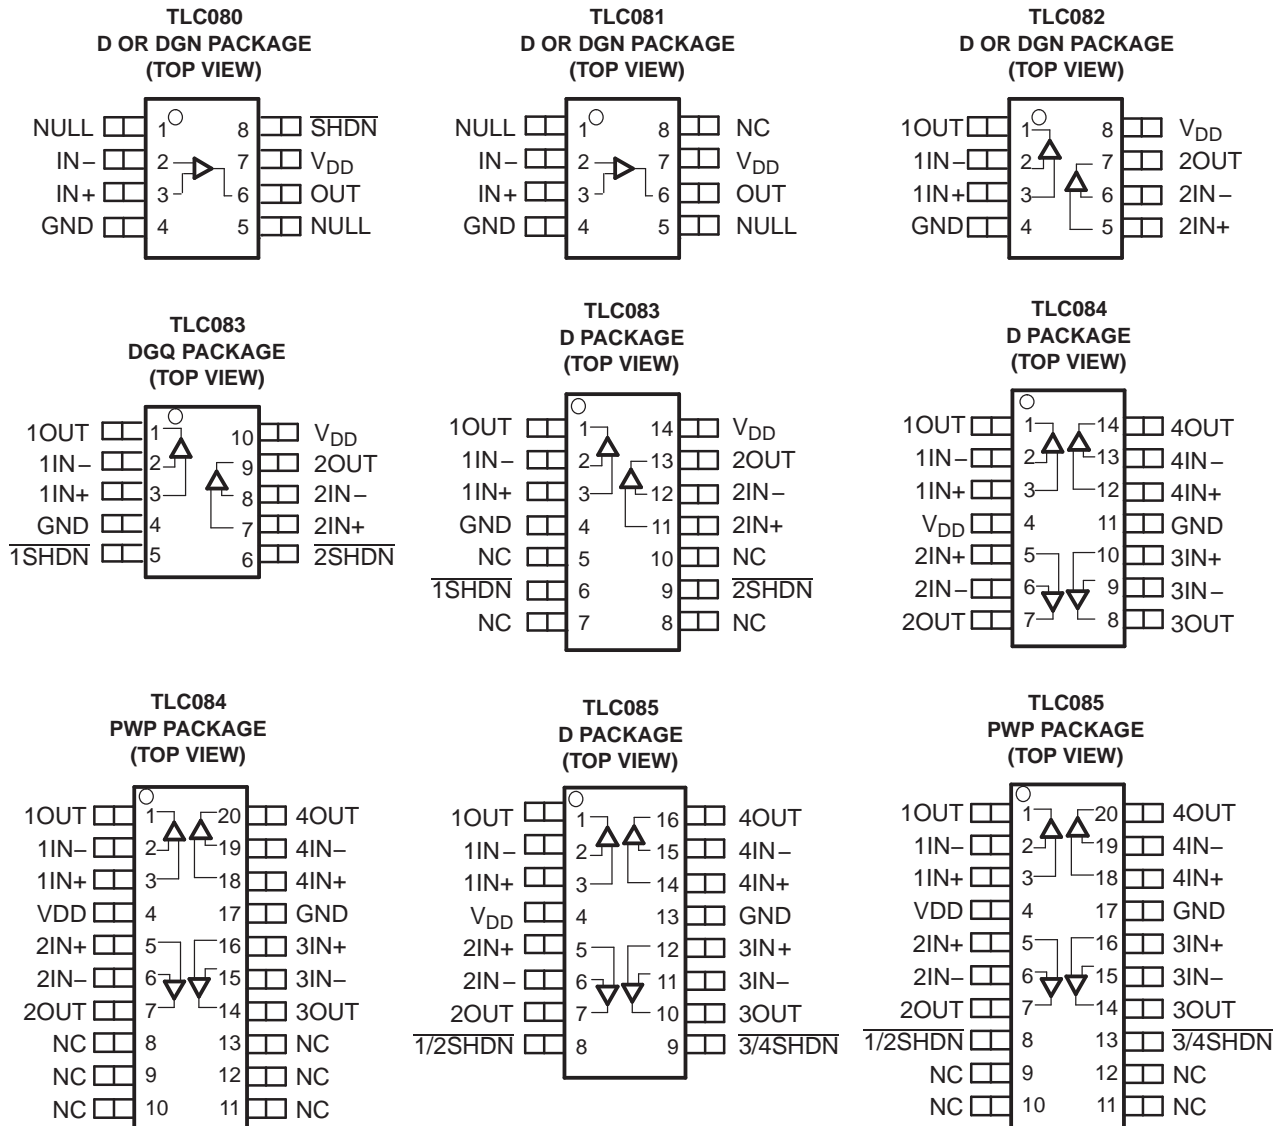 TLC080
D OR DGN PACKAGE
(TOP VIEW)
NULL 1 8 SHDN
IN− 2 7 VDD
IN+ 3 6 OUT
GND 4 5 NULL
TLC081
D OR DGN PACKAGE
(TOP VIEW)
NULL 1 8 NC
IN− 2 7 VDD
IN+ 3 6 OUT
GND 4 5 NULL
TLC082
D OR DGN PACKAGE
(TOP VIEW)
1OUT 1 8 VDD
1IN− 2 7 2OUT
1IN+ 3 6 2IN−
GND 4 5 2IN+
TLC083
DGQ PACKAGE
(TOP VIEW)
1OUT 1 10 VDD
1IN− 2 9 2OUT
1IN+ 3 8 2IN−
GND 4 7 2IN+
1SHDN 5 6 2SHDN
TLC083
D PACKAGE
(TOP VIEW)
1OUT 1 14 VDD
1IN− 2 13 2OUT
1IN+ 3 12 2IN−
GND 4 11 2IN+
NC 5 10 NC
1SHDN 6 9 2SHDN
NC 7 8 NC
TLC084
D PACKAGE
(TOP VIEW)
1OUT 1 14 4OUT
1IN− 2 13 4IN−
1IN+ 3 12 4IN+
VDD 4 11 GND
2IN+ 5 10 3IN+
2IN− 6 9 3IN−
2OUT 7 8 3OUT
TLC084
PWP PACKAGE
(TOP VIEW)
1OUT 1 20 4OUT
1IN− 2 19 4IN−
1IN+ 3 18 4IN+
VDD 4 17 GND
2IN+ 5 16 3IN+
2IN− 6 15 3IN−
2OUT 7 14 3OUT
NC 8 13 NC
NC 9 12 NC
NC 10 11 NC
TLC085
D PACKAGE
(TOP VIEW)
1OUT 1 16 4OUT
1IN− 2 15 4IN−
1IN+ 3 14 4IN+
VDD 4 13 GND
2IN+ 5 12 3IN+
2IN− 6 11 3IN−
2OUT 7 10 3OUT
1/2SHDN 8 9 3/4SHDN
TLC085
PWP PACKAGE
(TOP VIEW)
1OUT 1 20 4OUT
1IN− 2 19 4IN−
1IN+ 3 18 4IN+
VDD 4 17 GND
2IN+ 5 16 3IN+
2IN− 6 15 3IN−
2OUT 7 14 3OUT
1/2SHDN 8 13 3/4SHDN
NC 9 12 NC
NC 10 11 NC